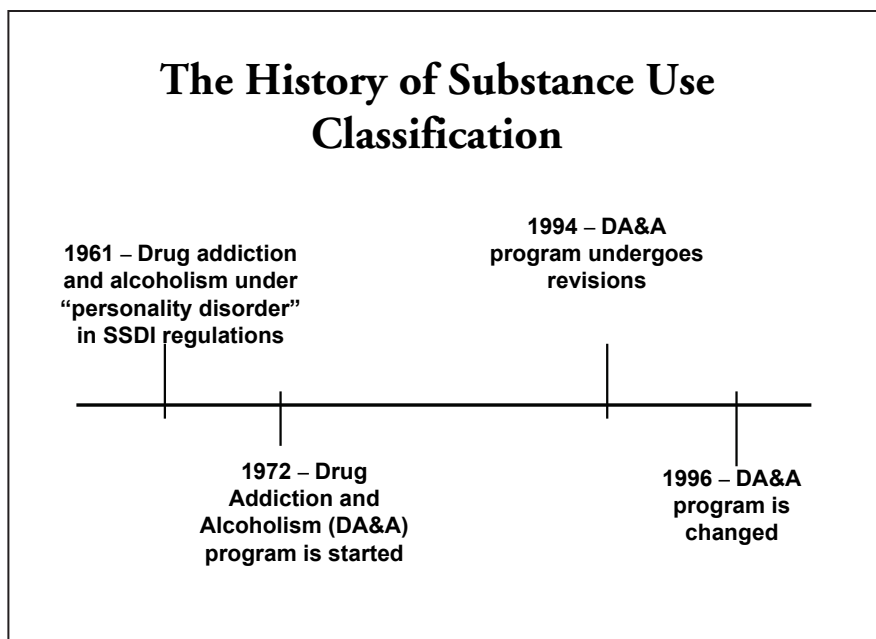 The History of Substance Use
Classification
1961 – Drug addiction
and alcoholism under
“personality disorder”
in SSDI regulations
1994 – DA&A
program undergoes
revisions
1972 – Drug
Addiction and
Alcoholism (DA&A)
program is started
1996 – DA&A
program is
changed